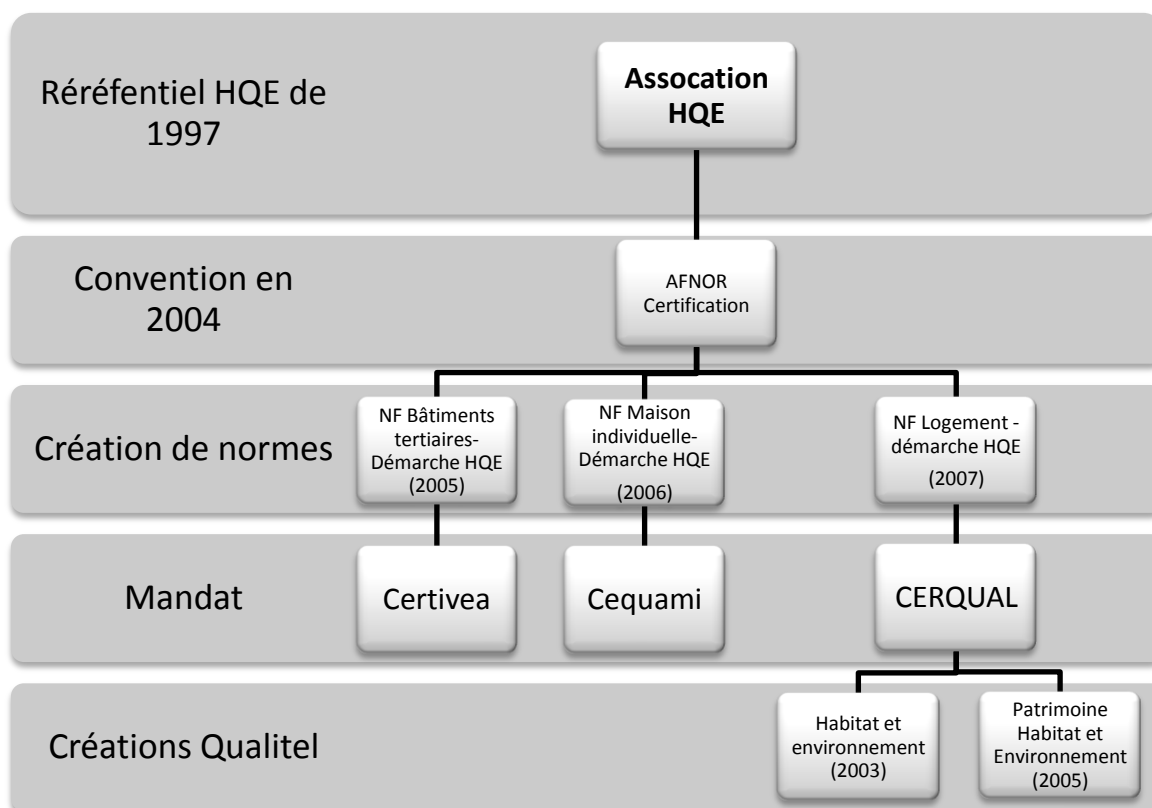 Réréfentiel HQE de
1997
Assocation
HQE
Convention en
2004
AFNOR
Certification
Création de normes
NF Bâtiments
tertiaires-
Démarche HQE
(2005)
NF Maison
individuelle-
Démarche HQE
(2006)
NF Logement -
démarche HQE
(2007)
Mandat
Certivea
Cequami
CERQUAL
Créations Qualitel
Habitat et
environnement
(2003)
Patrimoine
Habitat et
Environnement
(2005)